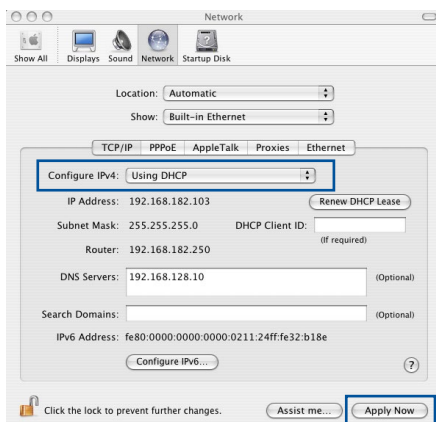 Network
Show All Displays Sound Network Startup Disk
Location: Automatic
Show: Built-in Ethernet
TCP/IP PPPoE AppleTalk Proxies Ethernet
Configure IPv4: Using DHCP
IP Address: 192.168.182.103 Renew DHCP Lease
Subnet Mask: 255.255.255.0 DHCP Client ID:
(If required)
Router: 192.168.182.250
DNS Servers: 192.168.128.10 (Optional)
Search Domains: (Optional)
IPv6 Address: fe80:0000:0000:0000:0211:24ff:fe32:b18e
Configure IPv6... ?
Click the lock to prevent further changes. Assist me... Apply Now